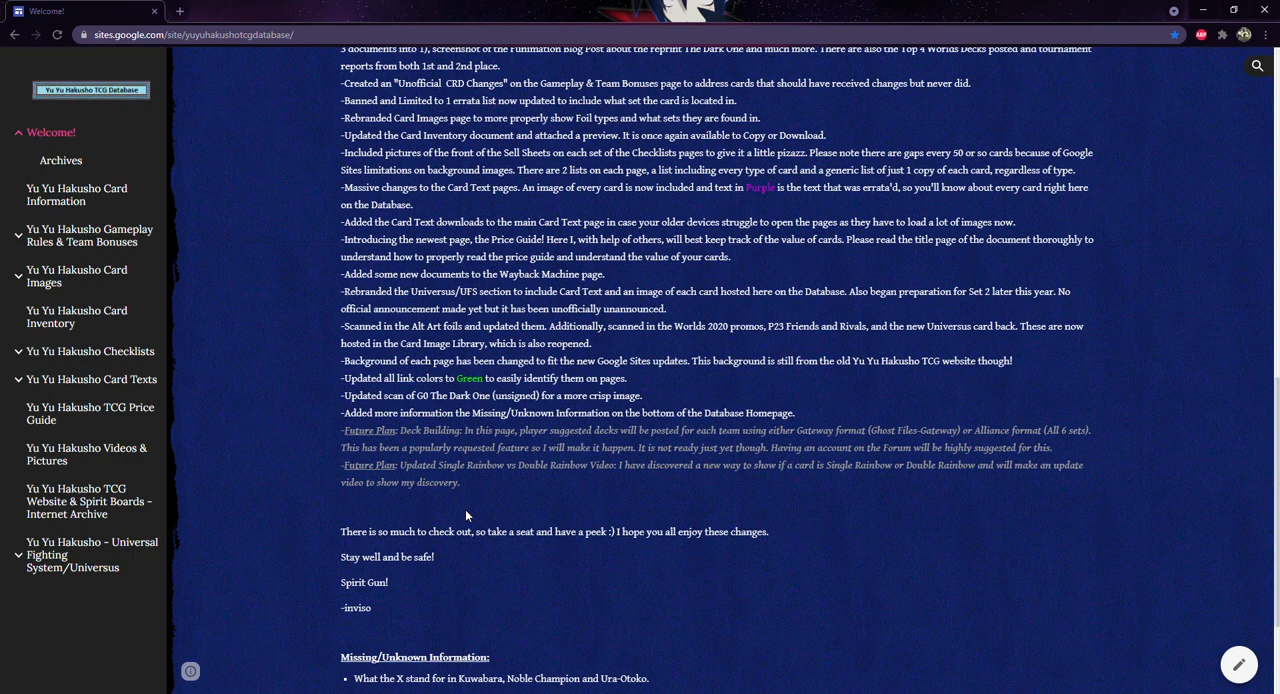 Welcome!
sites.google.com/site/yuyuhakushotcgdatabase/
ABP
Yu Yu Hakusho TCG Database
Welcome!
Archives
Yu Yu Hakusho Card
Information
Yu Yu Hakusho Gameplay
Rules & Team Bonuses
Yu Yu Hakusho Card
Images
Yu Yu Hakusho Card
Inventory
Yu Yu Hakusho Checklists
Yu Yu Hakusho Card Texts
Yu Yu Hakusho TCG Price
Guide
Yu Yu Hakusho Videos &
Pictures
Yu Yu Hakusho TCG
Website & Spirit Boards -
Internet Archive
Yu Yu Hakusho - Universal
Fighting
System/Universus
3 documents into 1), screenshot of the Funimation Blog Post about the reprint The Dark One and much more. There are also the Top 4 Worlds Decks posted and tournament
reports from both 1st and 2nd place.
-Created an "Unofficial  CRD Changes" on the Gameplay & Team Bonuses page to address cards that should have received changes but never did.
-Banned and Limited to 1 errata list now updated to include what set the card is located in.
-Rebranded Card Images page to more properly show Foil types and what sets they are found in.
-Updated the Card Inventory document and attached a preview. It is once again available to Copy or Download.
-Included pictures of the front of the Sell Sheets on each set of the Checklists pages to give it a little pizazz. Please note there are gaps every 50 or so cards because of Google
Sites limitations on background images. There are 2 lists on each page, a list including every type of card and a generic list of just 1 copy of each card, regardless of type.
-Massive changes to the Card Text pages. An image of every card is now included and text in Purple is the text that was errata'd, so you'll know about every card right here
on the Database.
-Added the Card Text downloads to the main Card Text page in case your older devices struggle to open the pages as they have to load a lot of images now.
-Introducing the newest page, the Price Guide! Here I, with help of others, will best keep track of the value of cards. Please read the title page of the document thoroughly to
understand how to properly read the price guide and understand the value of your cards.
-Added some new documents to the Wayback Machine page.
-Rebranded the Universus/UFS section to include Card Text and an image of each card hosted here on the Database. Also began preparation for Set 2 later this year. No
official announcement made yet but it has been unofficially unannounced.
-Scanned in the Alt Art foils and updated them. Additionally, scanned in the Worlds 2020 promos, P23 Friends and Rivals, and the new Universus card back. These are now
hosted in the Card Image Library, which is also reopened.
-Background of each page has been changed to fit the new Google Sites updates. This background is still from the old Yu Yu Hakusho TCG website though!
-Updated all link colors to Green to easily identify them on pages.
-Updated scan of G0 The Dark One (unsigned) for a more crisp image.
-Added more information the Missing/Unknown Information on the bottom of the Database Homepage.
-Future Plan: Deck Building: In this page, player suggested decks will be posted for each team using either Gateway format (Ghost Files-Gateway) or Alliance format (All 6 sets).
This has been a popularly requested feature so I will make it happen. It is not ready just yet though. Having an account on the Forum will be highly suggested for this.
-Future Plan: Updated Single Rainbow vs Double Rainbow Video: I have discovered a new way to show if a card is Single Rainbow or Double Rainbow and will make an update
video to show my discovery.
There is so much to check out, so take a seat and have a peek :) I hope you all enjoy these changes.
Stay well and be safe!
Spirit Gun!
-inviso
Missing/Unknown Information:
• What the X stand for in Kuwabara, Noble Champion and Ura-Otoko.